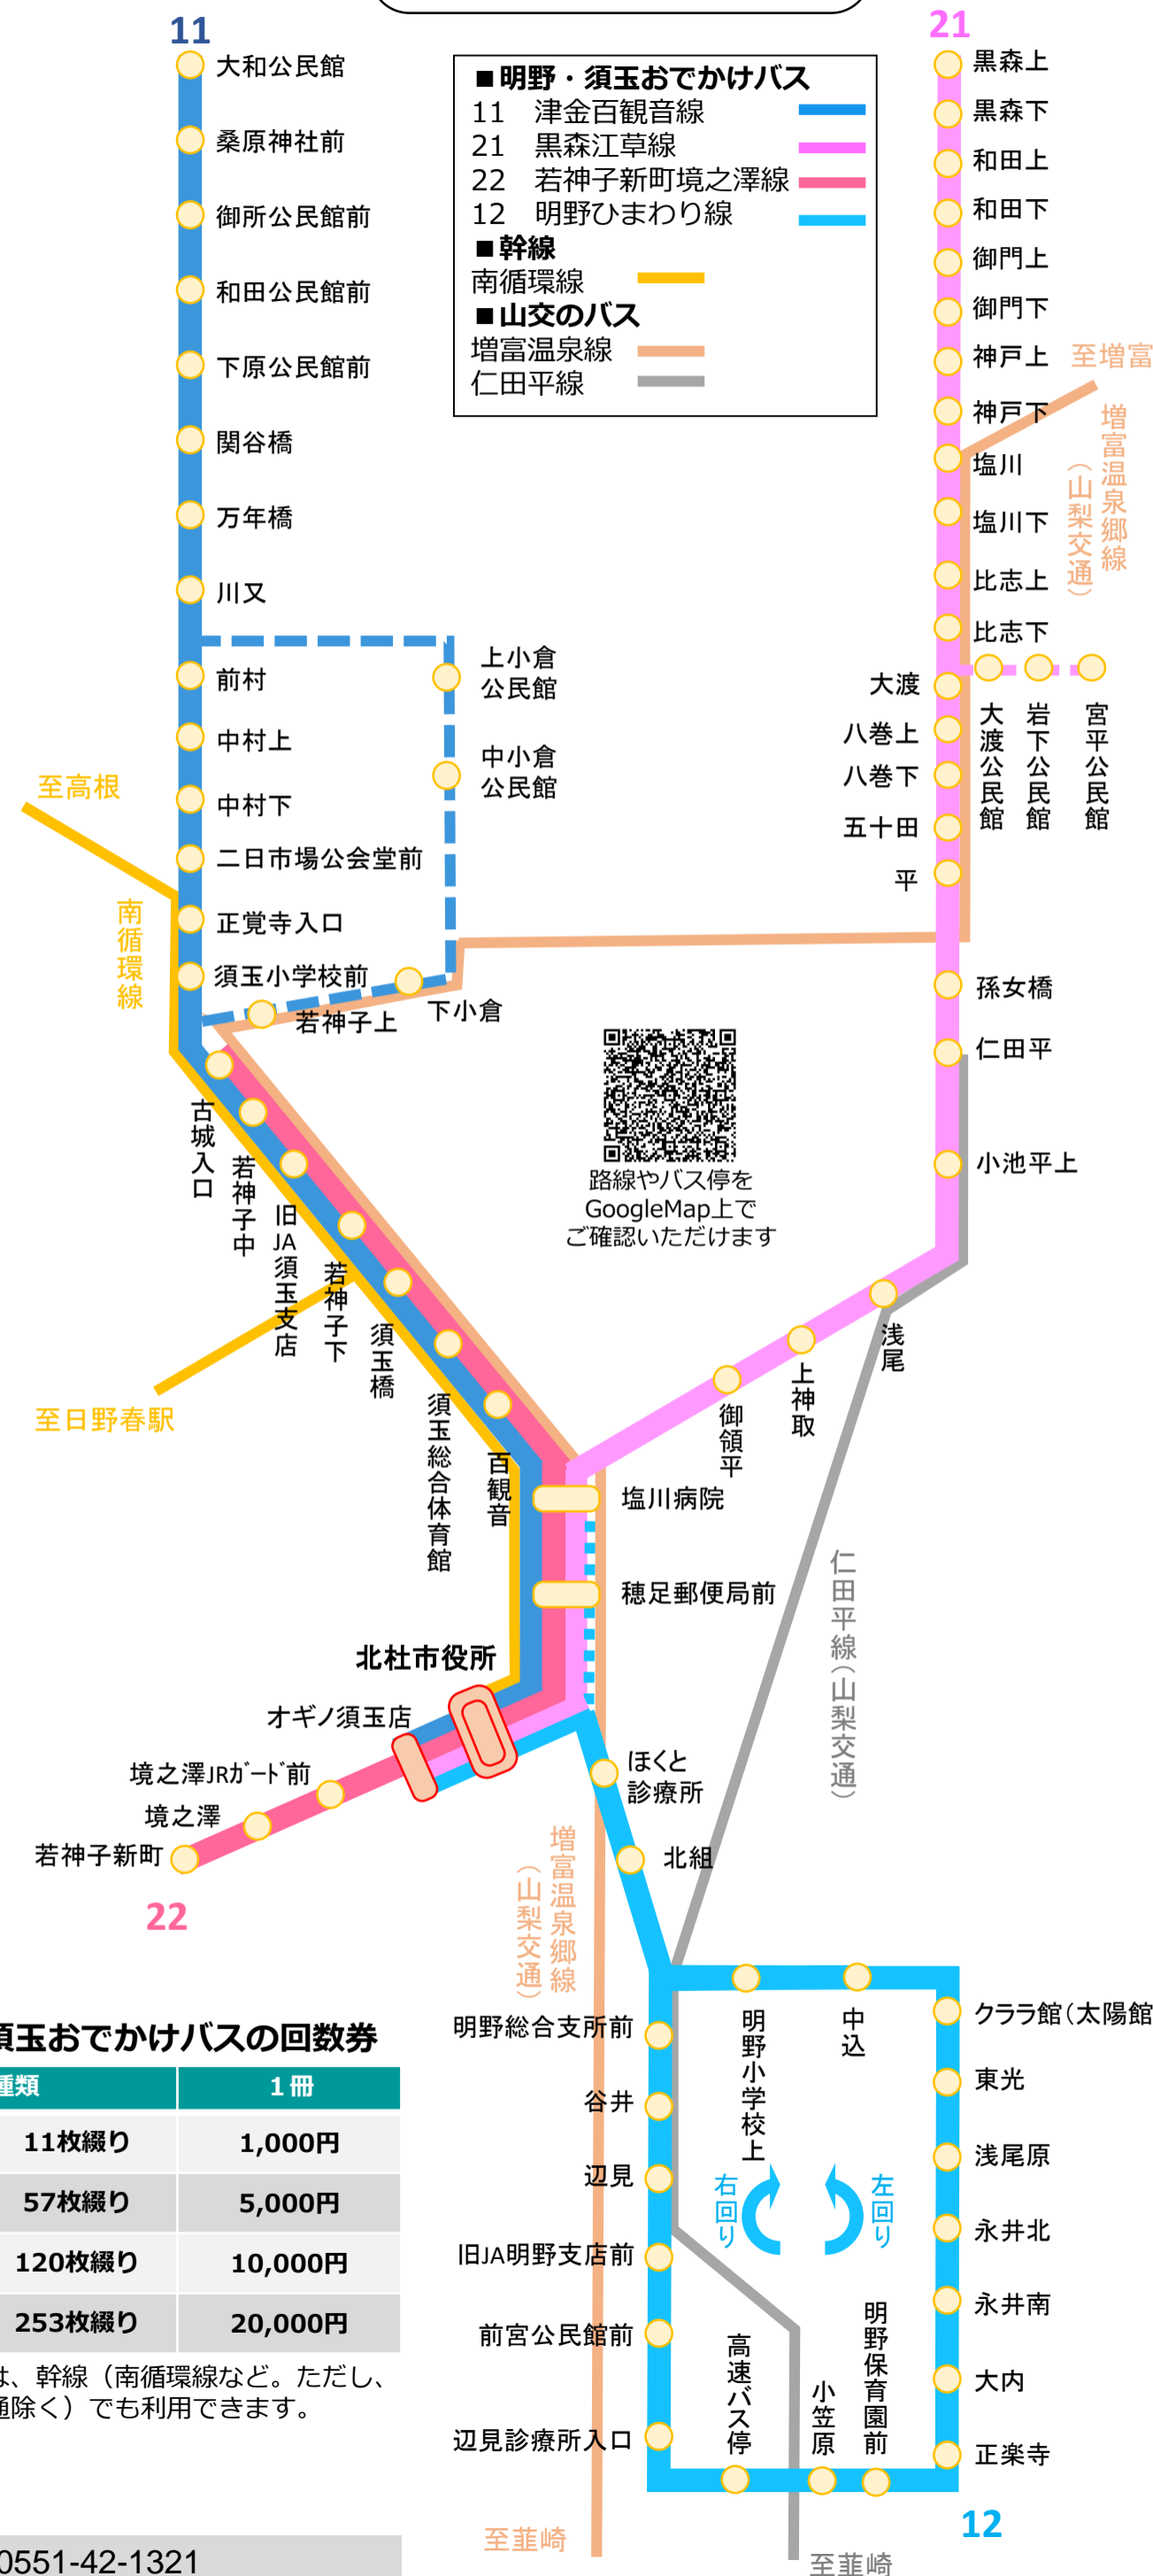 11
大和公民館
桑原神社前
御所公民館前
和田公民館前
下原公民館前
関谷橋
万年橋
川又
前村
中村上
中村下
二日市場公会堂前
正覚寺入口
須玉小学校前
上小倉
公民館
中小倉
公民館
下小倉
若神子上
至高根
南循環線
■明野・須玉おでかけバス
11 津金百観音線
21 黒森江草線
22 若神子新町境之澤線
12 明野ひまわり線
■幹線
南循環線
■山交のバス
増富温泉線
仁田平線
21
黒森上
黒森下
和田上
和田下
御門上
御門下
神戸上
神戸下
塩川
塩川下
比志上
比志下
至増富
増富温泉郷線
（山梨交通）
大渡
八巻上
八巻下
五十田
平
大渡公民館
岩下公民館
宮平公民館
孫女橋
仁田平
小池平上
浅尾
上神取
御領平
路線やバス停を
GoogleMap上で
ご確認いただけます
古城入口
若神子中
旧JA須玉支店
若神子下
須玉橋
須玉総合体育館
百観音
至日野春駅
塩川病院
穂足郵便局前
仁田平線（山梨交通）
北杜市役所
オギノ須玉店
境之澤JRガード前
境之澤
若神子新町
22
ほくと
診療所
北組
増富温泉郷線
（山梨交通）
明野総合支所前
谷井
辺見
旧JA明野支店前
前宮公民館前
辺見診療所入口
明野小学校上
中込
クララ館（太陽館
東光
浅尾原
永井北
永井南
大内
正楽寺
右回り
左回り
高速バス停
小笠原
明野保育園前
12
至韮崎
至韮崎
須玉おでかけバスの回数券
種類 1冊
11枚綴り 1,000円
57枚綴り 5,000円
120枚綴り 10,000円
253枚綴り 20,000円
は、幹線（南循環線など。ただし、
通除く）でも利用できます。
0551-42-1321